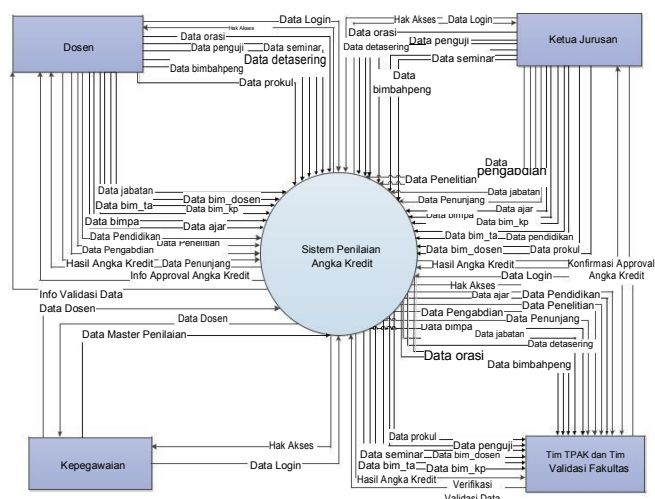 Dosen
Data Login
Hak Akses
Data orasi
Data penguji
Data seminar
Data detasering
Data bimbahpeng
Data prokul
Hak Akses
Data Login
Data detasering
Data penguji
Data seminar
Data
bimbahpeng
Ketua Jurusan
Data jabatan
Data bim_dosen
Data bim_ta
Data bim_kp
Data bimpa
Data ajar
Data Pendidikan
Data Penelitian
Data Pengabdian
Hasil Angka Kredit
Data Penunjang
Info Approval Angka Kredit
Info Validasi Data
Data Dosen
Data Dosen
Data Master Penilaian
Sistem Penilaian
Angka Kredit
Data
pengabdian
Data Penelitian
Data jabatan
Data Penunjang
Data ajar
Data bimpa
Data bim_kp
Data bim_ta
Data pendidikan
Data bim_dosen
Data prokul
Hasil Angka Kredit
Konfirmasi Approval
Angka Kredit
Data Login
Hak Akses
Data ajar
Data Pendidikan
Data Penelitian
Data Pengabdian
Data Penunjang
Data bimpa
Data jabatan
Data detasering
Data orasi
Data bimbahpeng
Kepegawaian
Hak Akses
Data Login
Data prokul
Data penguji
Data seminar
Data bim_dosen
Data bim_ta
Data bim_kp
Hasil Angka Kredit
Verifikasi
Validasi Data
Tim TPAK dan Tim
Validasi Fakultas